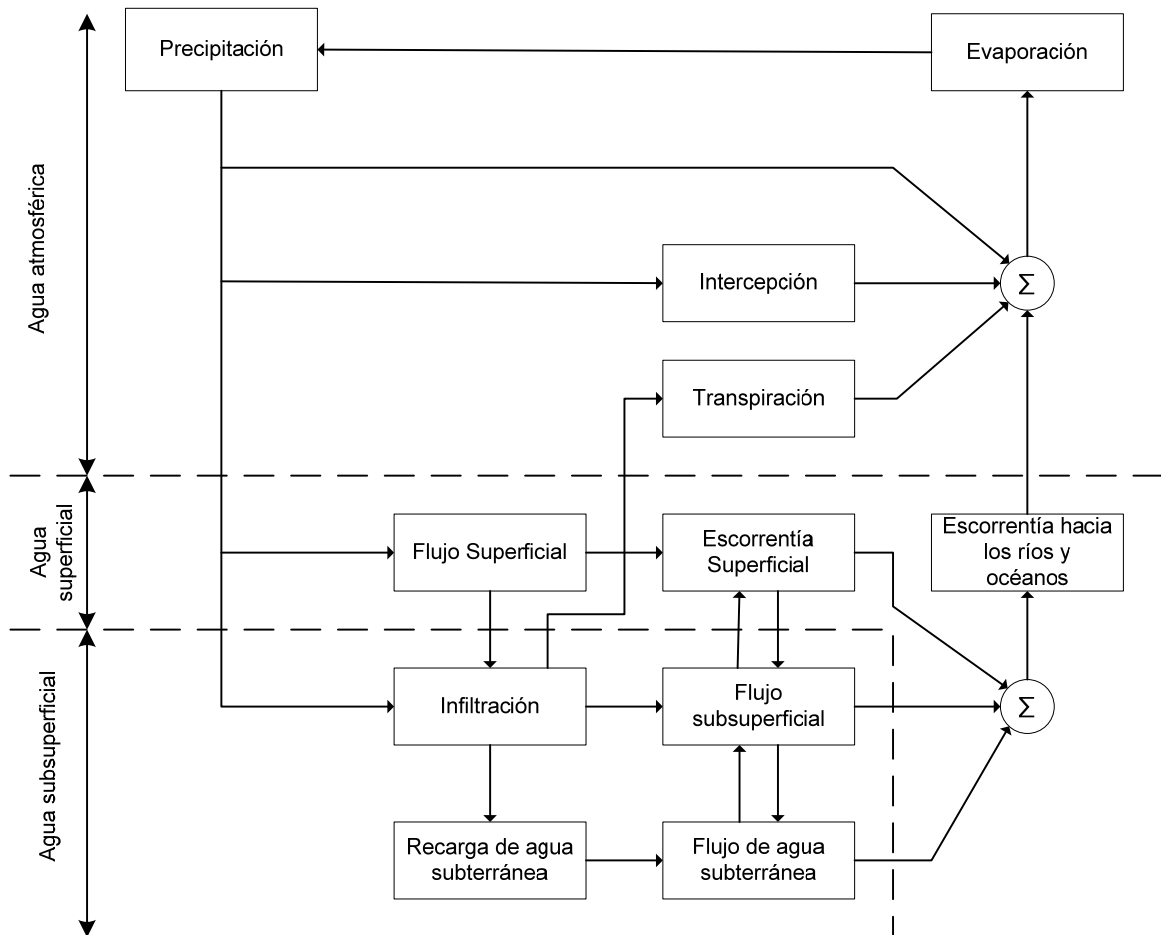 Precipitación
Evaporación
Agua atmosférica
Intercepción
Σ
Transpiración
Agua
superficial
Flujo Superficial
Escorrentía
Superficial
Escorrentía hacia
los ríos y
océanos
Agua subsuperficial
Infiltración
Flujo
subsuperficial
Σ
Recarga de agua
subterránea
Flujo de agua
subterránea